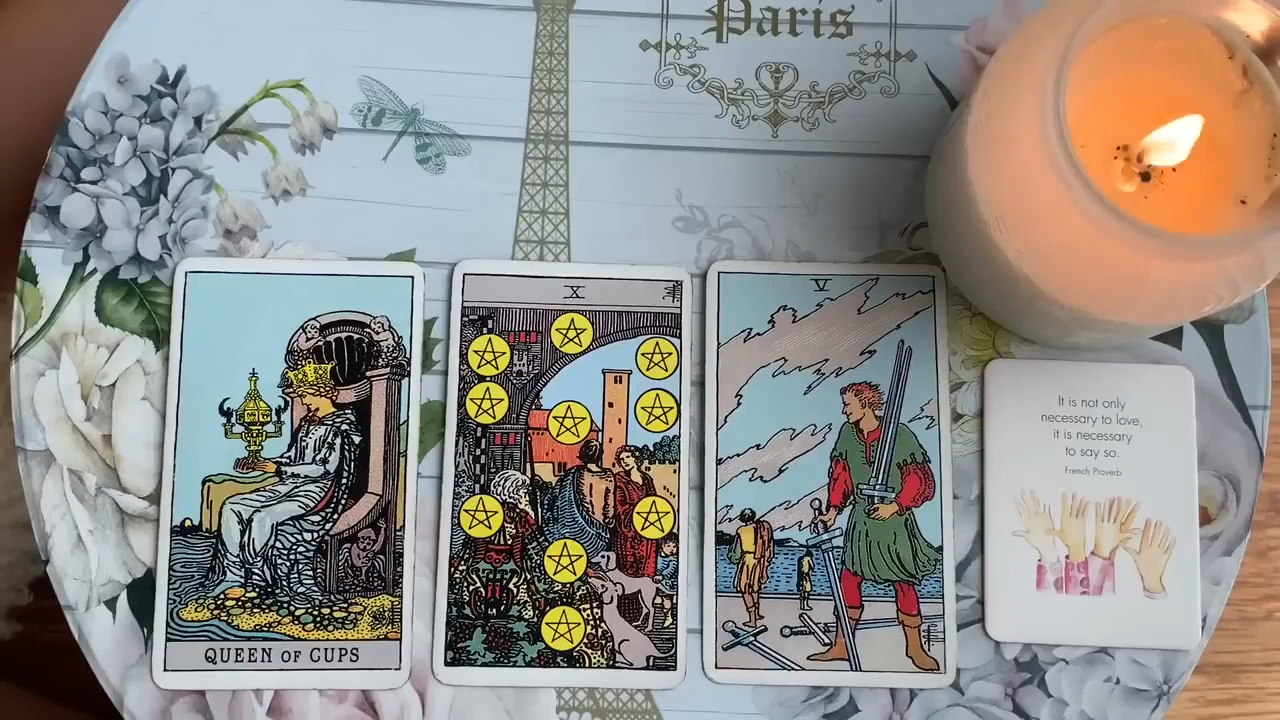 Paris
X
V
It is not only
necessary to love,
it is necessary
to say so.
French Proverb
QUEEN OF CUPS